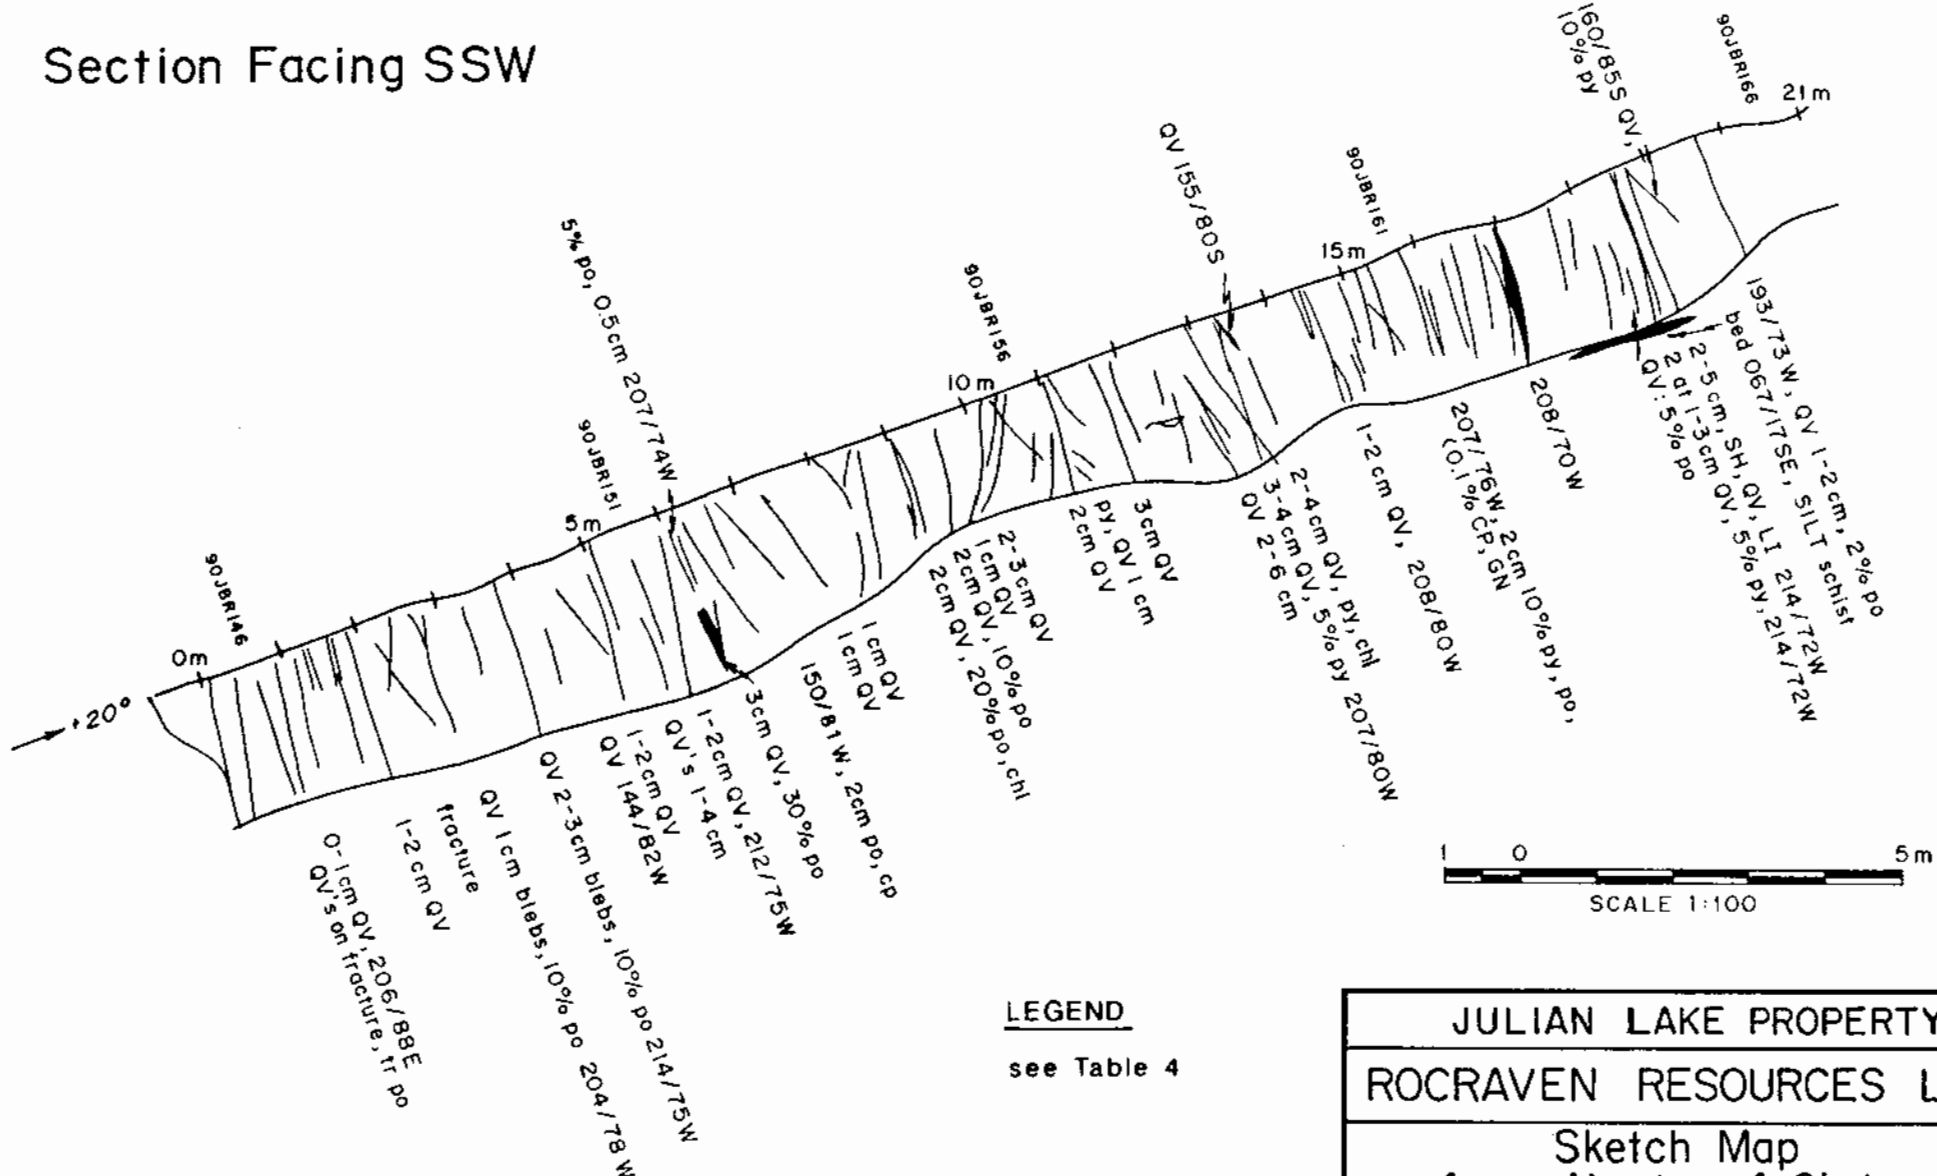 Section Facing SSW
160/85S QV,
10% py
90JBR166
21m
QV 155/80S
90JBR161
15m
5% po, 0.5cm 207/74W
90JBR156
10m
90JBR151
5m
90JBR146
0m
+20°
0-1cm QV, 206/88E
QV's on fracture, tr po
1-2cm QV
fracture
QV 1cm blebs, 10% po 204/78W
QV 2-3cm blebs, 10% po 214/75W
1-2cm QV
QV 144/82W
1-2cm QV, 212/75W
QV's 1-4cm
3cm QV, 30% po
150/81W, 2cm po, cp
1cm QV
1cm QV
2-3cm QV
1cm QV
2cm QV, 10% po
2cm QV, 20% po, chl
py, QV 1 cm
2cm QV
3cm QV
2-4cm QV, py, chl
3-4cm QV, 5% py 207/80W
QV 2-6 cm
1-2 cm QV, 208/80W
207/76W, 2cm 10% py, po,
(0.1% CP, GN
208/70W
193/73W, QV 1-2cm, 2% po
bed 067/17SE, SILT schist
2-5cm, SH, QV, LI 214/72W
2 at 1-3cm QV, 5% py, 214/72W
QV: 5% po
1 0 5m
SCALE 1:100
LEGEND
see Table 4
JULIAN LAKE PROPERTY
ROCRAVEN RESOURCES L
Sketch Map